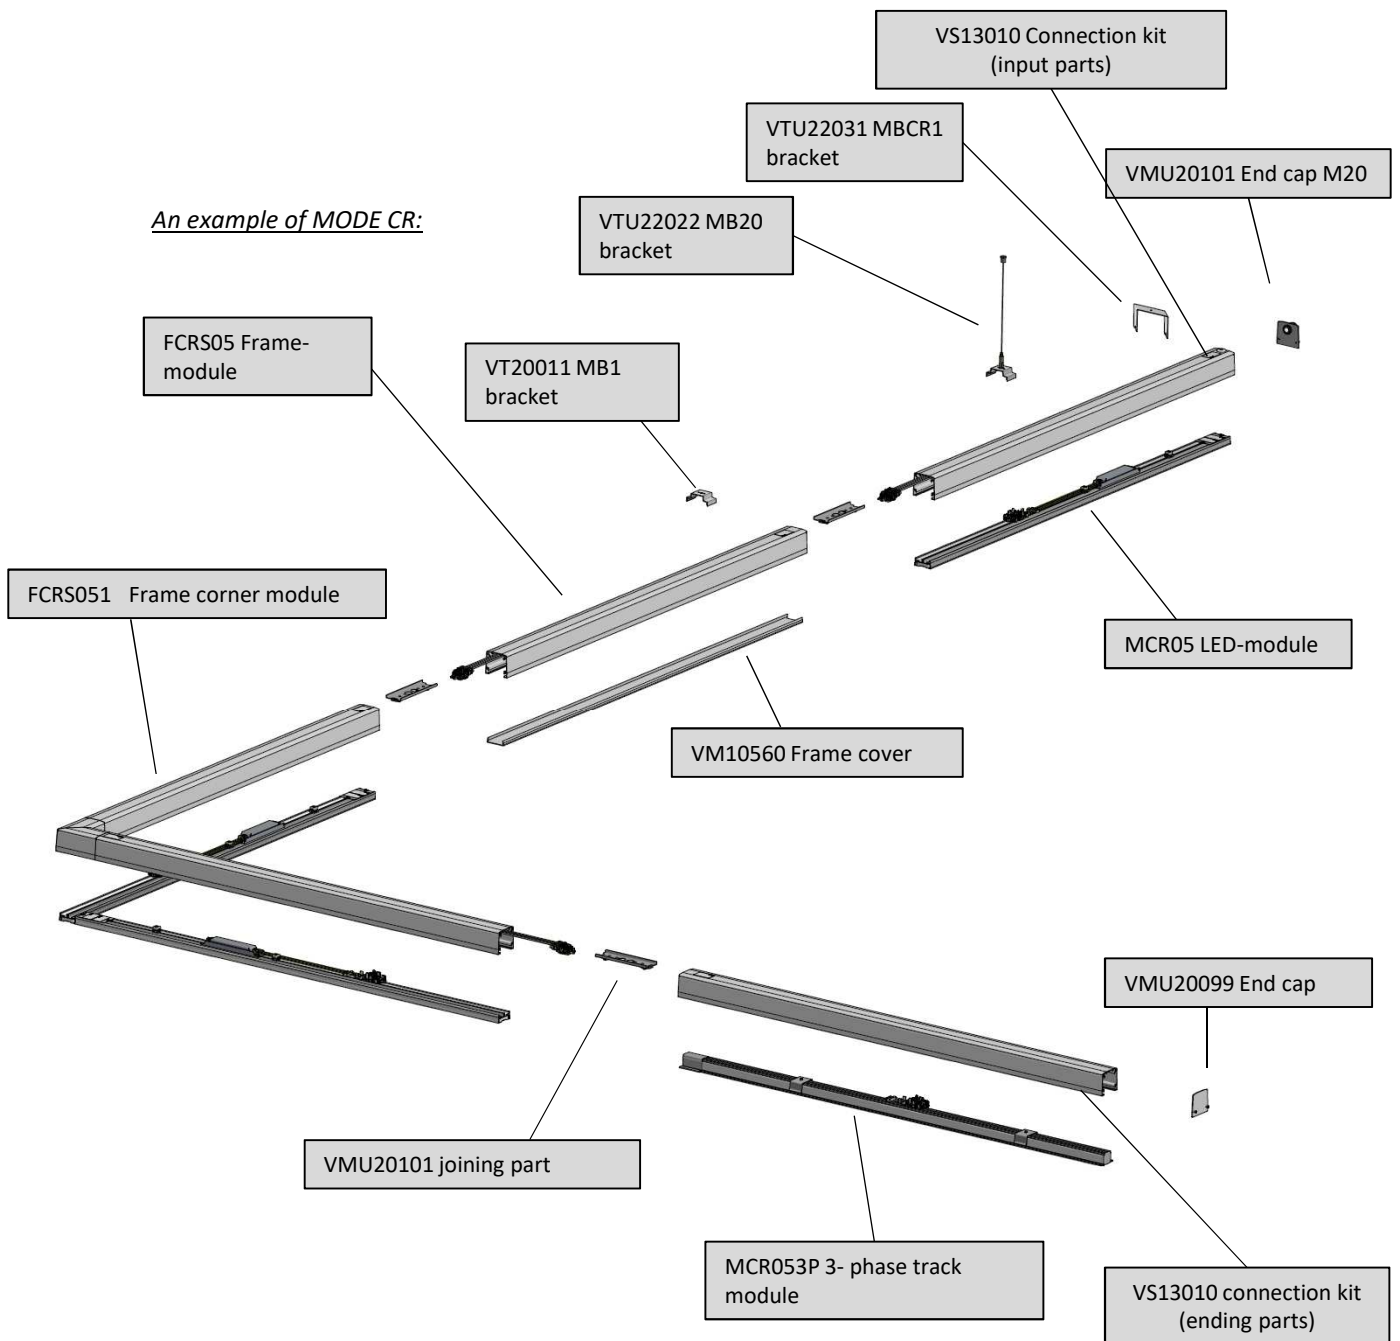 VS13010 Connection kit
(input parts)
VTU22031 MBCR1
bracket
VMU20101 End cap M20
An example of MODE CR:
VTU22022 MB20
bracket
FCRS05 Frame-
module
VT20011 MB1
bracket
FCRS051 Frame corner module
MCR05 LED-module
VM10560 Frame cover
VMU20099 End cap
VMU20101 joining part
MCR053P 3- phase track
module
VS13010 connection kit
(ending parts)